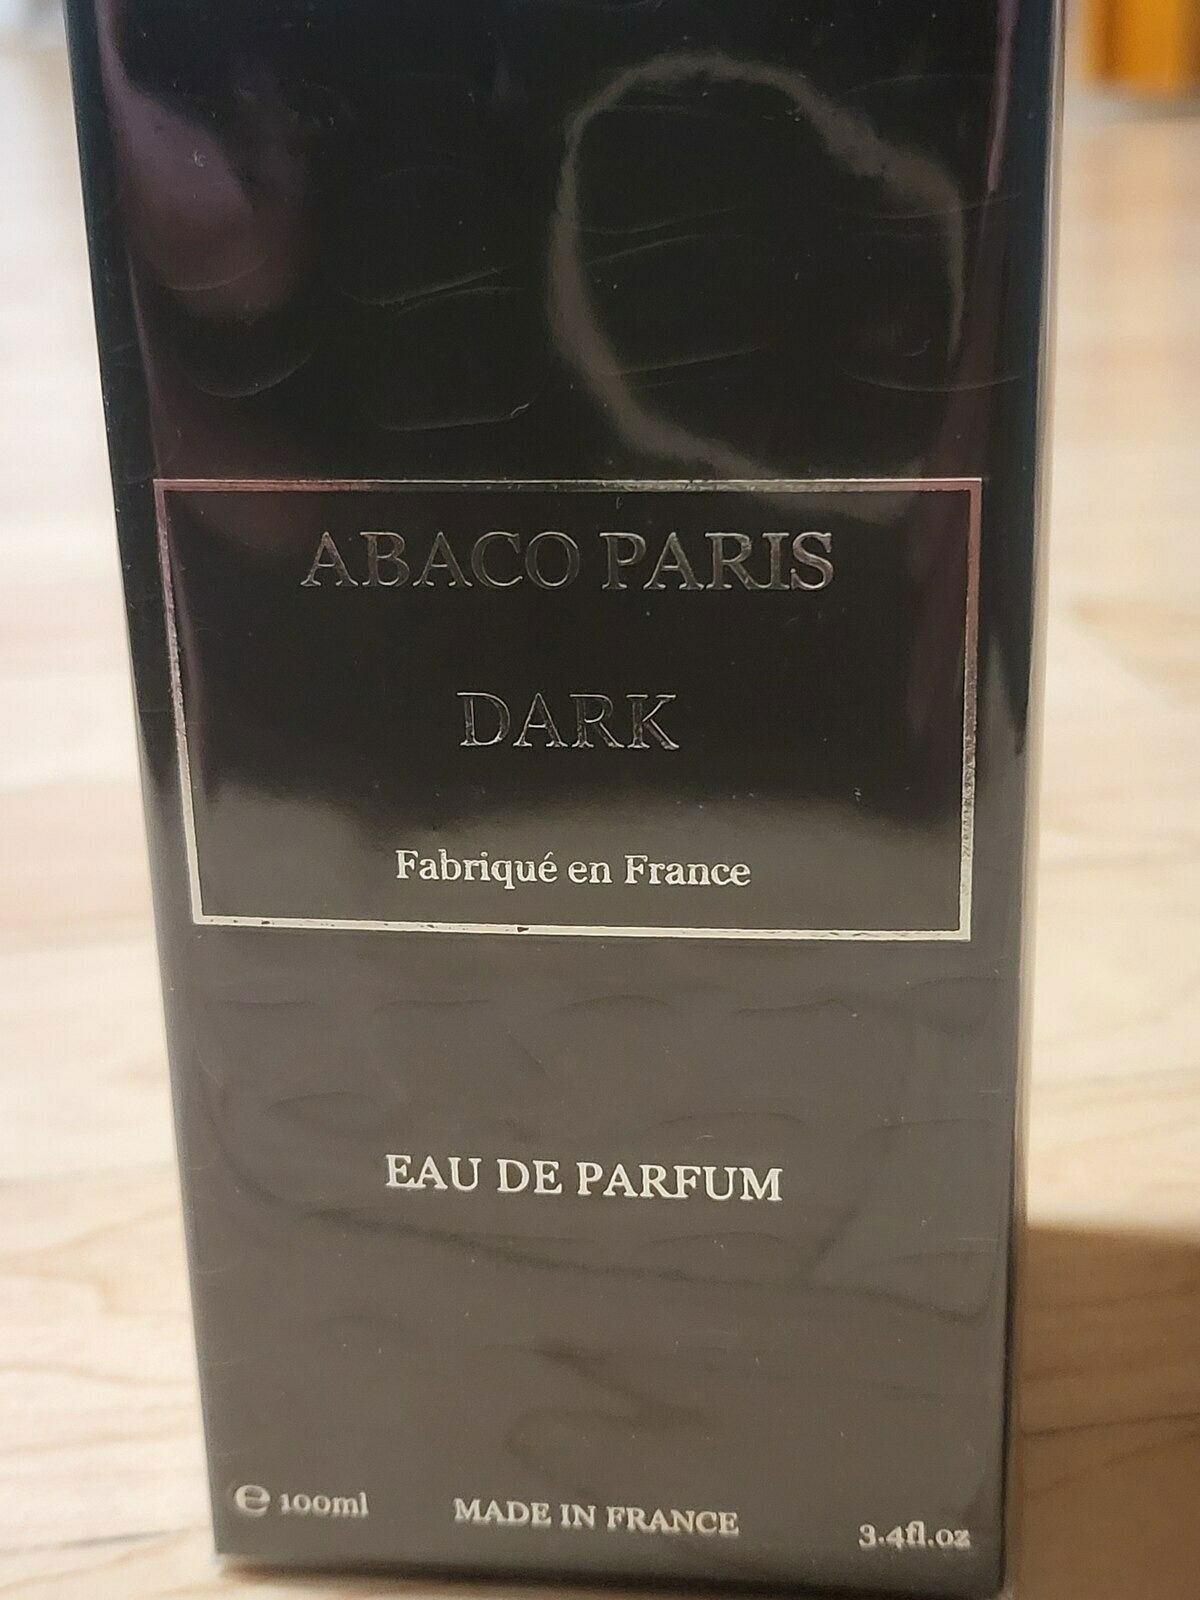 ABACO PARIS
DARK
Fabriqué en France
EAU DE PARFUM
℮ 100ml MADE IN FRANCE 3.4fl.oz